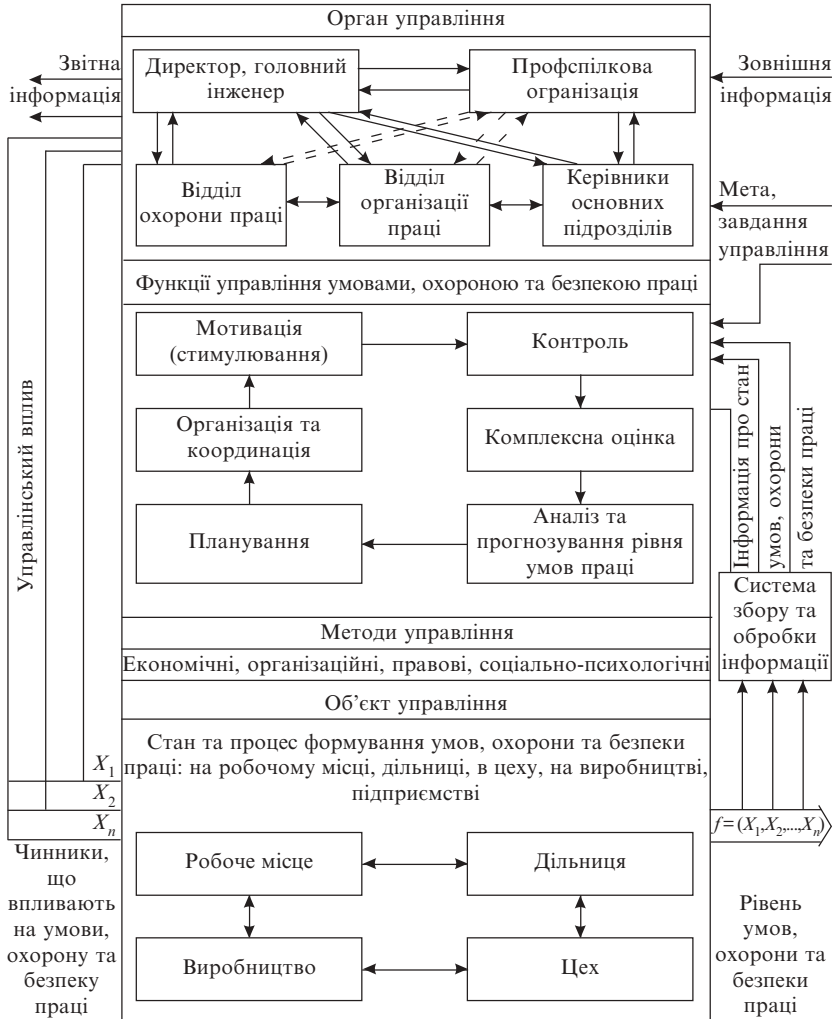 Орган управління
Звітна
інформація
Директор, головний
інженер
Профспілкова
огранізація
Зовнішня
інформація
Відділ
охорони праці
Відділ
організації
праці
Керівники
основних
підрозділів
Мета,
завдання
управління
Функції управління умовами, охороною та безпекою праці
Мотивація
(стимулювання)
Контроль
Організація та
координація
Комплексна оцінка
Планування
Аналіз та
прогнозування рівня
умов праці
Управлінський вплив
Інформація про стан
умов, охорони
та безпеки праці
Система
збору та
обробки
інформації
Методи управління
Економічні, організаційні, правові, соціально-психологічні
Об’єкт управління
Стан та процес формування умов, охорони та безпеки
праці: на робочому місці, дільниці, в цеху, на виробництві,
підприємстві
X1
X2
Xn
f=(X1,X2,...,Xn)
Чинники,
що
впливають
на умови,
охорону та
безпеку
праці
Робоче місце
Дільниця
Виробництво
Цех
Рівень
умов,
охорони та
безпеки
праці